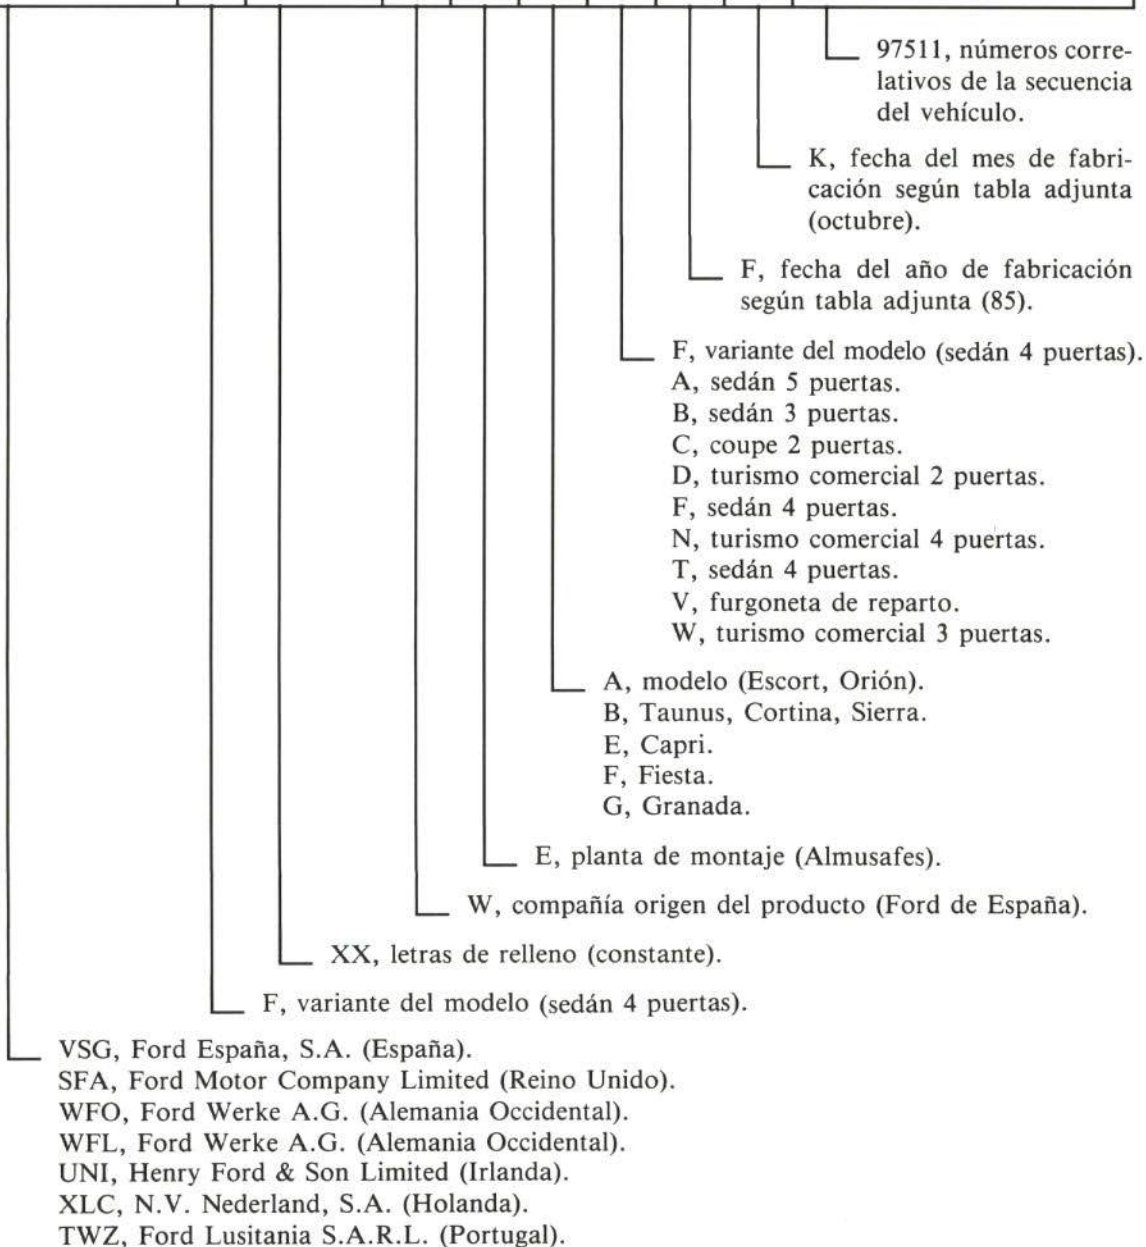 97511, números corre-
lativos de la secuencia
del vehículo.
K, fecha del mes de fabri-
cación según tabla adjunta
(octubre).
F, fecha del año de fabricación
según tabla adjunta (85).
F, variante del modelo (sedán 4 puertas).
A, sedán 5 puertas.
B, sedán 3 puertas.
C, coupe 2 puertas.
D, turismo comercial 2 puertas.
F, sedán 4 puertas.
N, turismo comercial 4 puertas.
T, sedán 4 puertas.
V, furgoneta de reparto.
W, turismo comercial 3 puertas.
A, modelo (Escort, Orión).
B, Taunus, Cortina, Sierra.
E, Capri.
F, Fiesta.
G, Granada.
E, planta de montaje (Almusafes).
W, compañía origen del producto (Ford de España).
XX, letras de relleno (constante).
F, variante del modelo (sedán 4 puertas).
VSG, Ford España, S.A. (España).
SFA, Ford Motor Company Limited (Reino Unido).
WFO, Ford Werke A.G. (Alemania Occidental).
WFL, Ford Werke A.G. (Alemania Occidental).
UNI, Henry Ford & Son Limited (Irlanda).
XLC, N.V. Nederland, S.A. (Holanda).
TWZ, Ford Lusitania S.A.R.L. (Portugal).